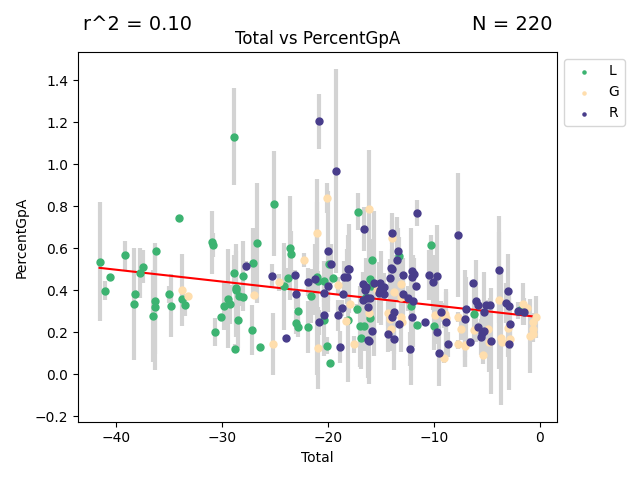 r^2 = 0.10 N = 220
Total vs PercentGpA
L
G
R
PercentGpA
1.4
1.2
1.0
0.8
0.6
0.4
0.2
0.0
−0.2
−40 −30 −20 −10 0
Total